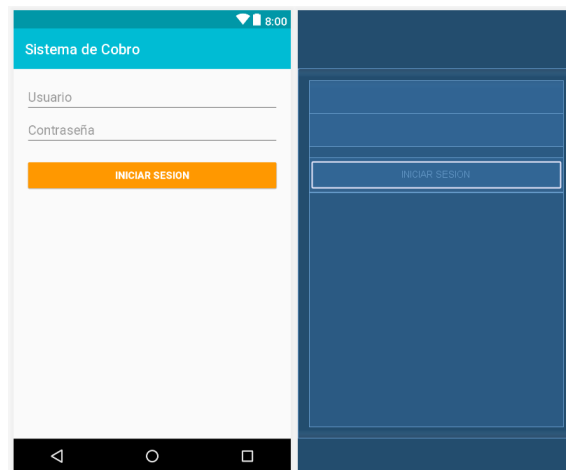 8:00
Sistema de Cobro
Usuario
Contraseña
INICIAR SESION
INICIAR SESION